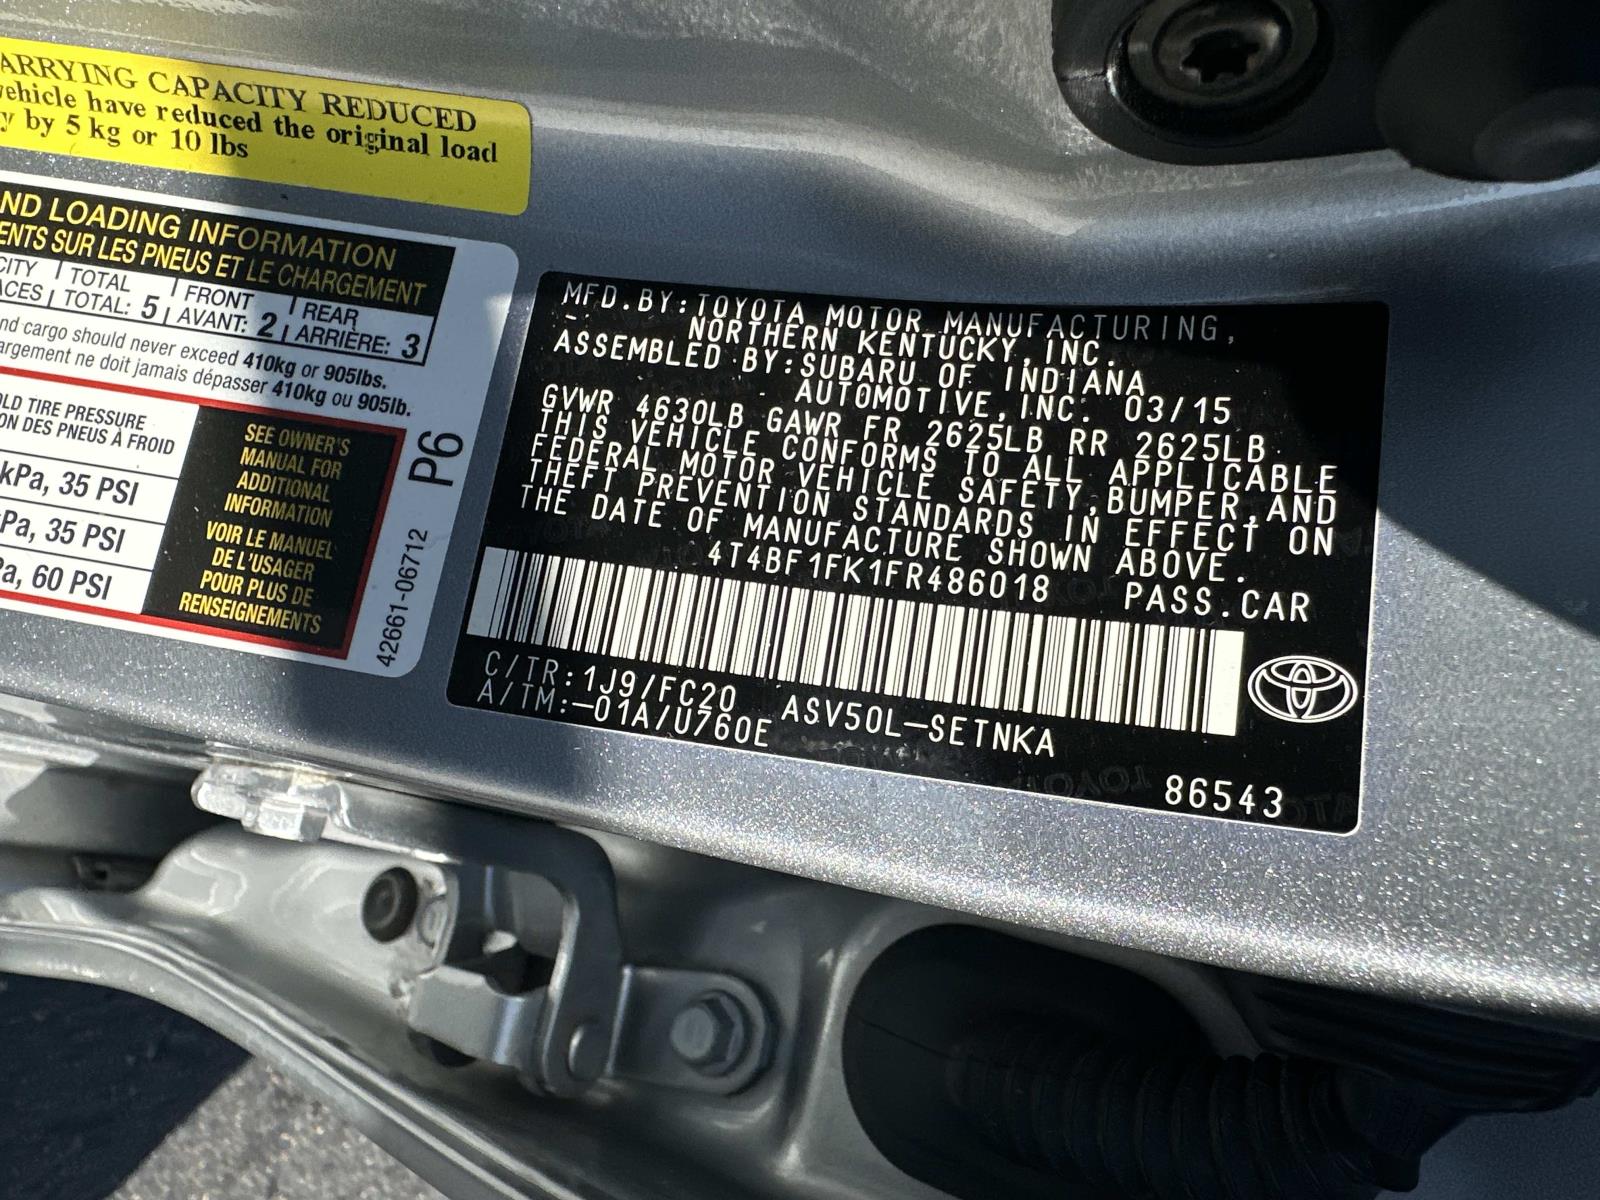 ARRYING CAPACITY REDUCED
vehicle have reduced the original load
y by 5 kg or 10 lbs
ND LOADING INFORMATION
ENTS SUR LES PNEUS ET LE CHARGEMENT
CITY TOTAL FRONT REAR
ACES TOTAL: 5 AVANT: 2 ARRIÈRE: 3
nd cargo should never exceed 410kg or 905lbs.
argement ne doit jamais dépasser 410kg ou 905lb.
OLD TIRE PRESSURE
ON DES PNEUS À FROID
kPa, 35 PSI
Pa, 35 PSI
a, 60 PSI
SEE OWNER'S
MANUAL FOR
ADDITIONAL
INFORMATION
VOIR LE MANUEL
DE L'USAGER
POUR PLUS DE
RENSEIGNEMENTS
P6
42661-06712
MFD.BY:TOYOTA MOTOR MANUFACTURING,
NORTHERN KENTUCKY,INC.
ASSEMBLED BY:SUBARU OF INDIANA
AUTOMOTIVE,INC. 03/15
GVWR 4630LB GAWR FR 2625LB RR 2625LB
THIS VEHICLE CONFORMS TO ALL APPLICABLE
FEDERAL MOTOR VEHICLE SAFETY,BUMPER,AND
THEFT PREVENTION STANDARDS IN EFFECT ON
THE DATE OF MANUFACTURE SHOWN ABOVE.
4T4BF1FK1FR486018 PASS.CAR
C/TR:1J9/FC20 ASV50L-SETNKA
A/TM:-01A/U760E
86543